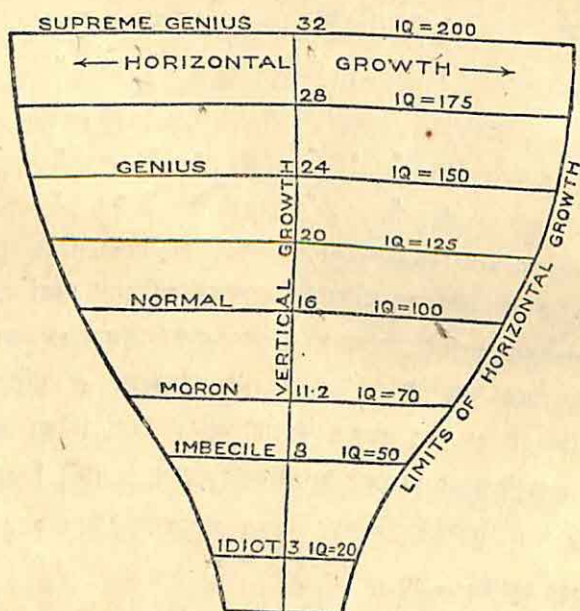 SUPREME GENIUS 32 IQ=200
←HORIZONTAL GROWTH→
28 IQ=175
GENIUS 24 IQ=150
20 IQ=125
NORMAL 16 IQ=100
MORON 11·2 IQ=70
IMBECILE 8 IQ=50
IDIOT 3 IQ=20
VERTICAL GROWTH
LIMITS OF HORIZONTAL GROWTH